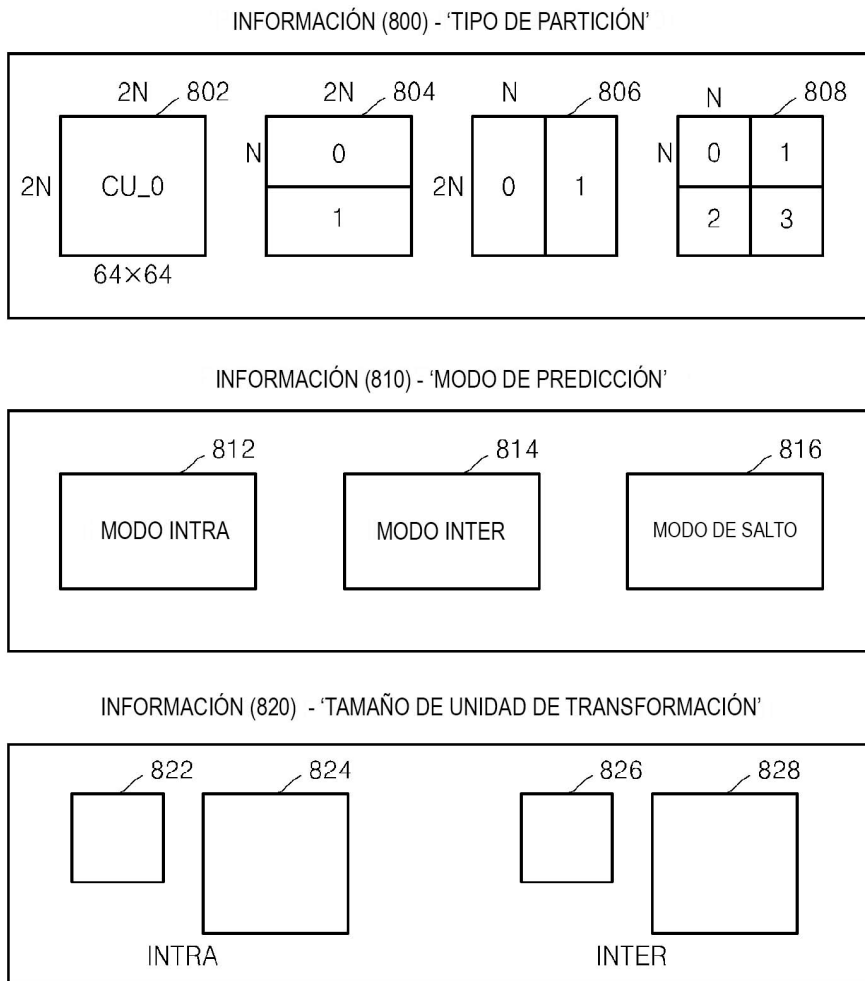 INFORMACIÓN (800) - ‘TIPO DE PARTICIÓN’
2N 802 2N 804 N 806 N 808
2N CU_0 N 0 1 2N 0 1 N 0 1 2 3
64×64
INFORMACIÓN (810) - ‘MODO DE PREDICCIÓN’
812 814 816
MODO INTRA MODO INTER MODO DE SALTO
INFORMACIÓN (820) - ‘TAMAÑO DE UNIDAD DE TRANSFORMACIÓN’
822 824 826 828
INTRA INTER